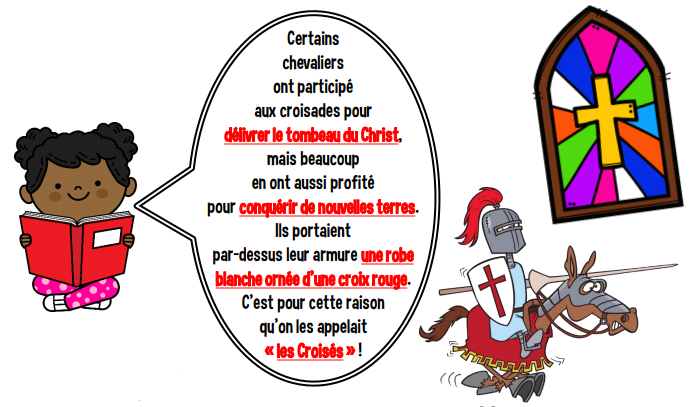 Certains
chevaliers
ont participé
aux croisades pour
délivrer le tombeau du Christ,
mais beaucoup
en ont aussi profité
pour conquérir de nouvelles terres.
Ils portaient
par-dessus leur armure une robe
blanche ornée d'une croix rouge.
C'est pour cette raison
qu'on les appelait
« les Croisés » !